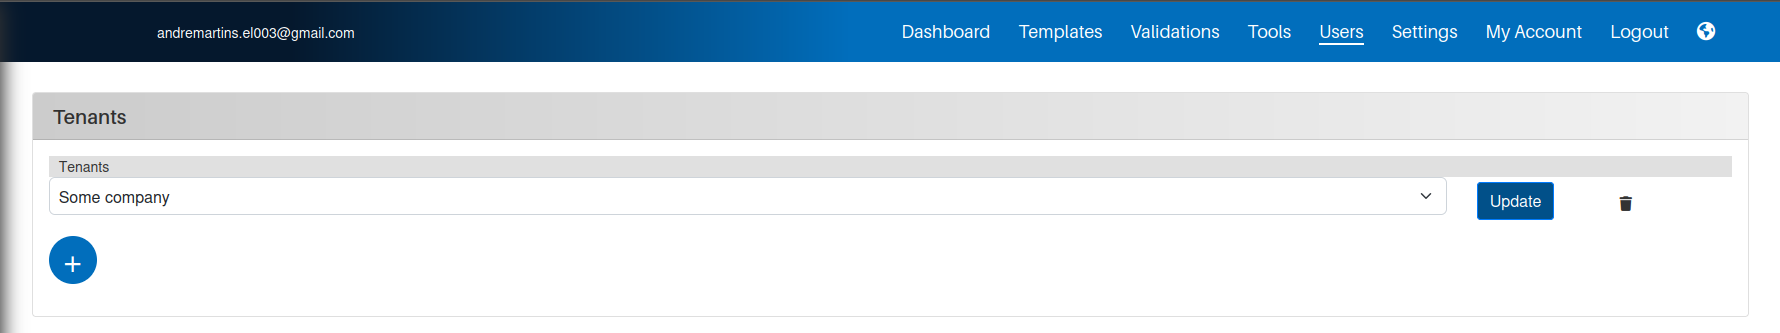 andremartins.el003@gmail.com Dashboard Templates Validations Tools Users Settings My Account Logout
Tenants
Tenants
Some company Update
+